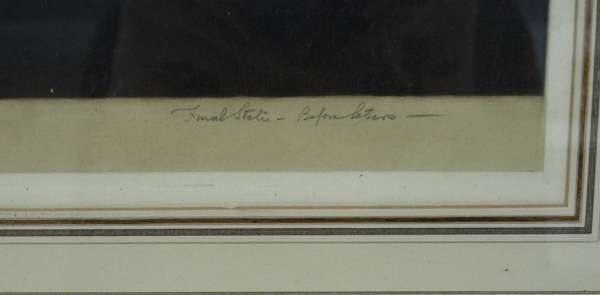 Final State - Before letters —